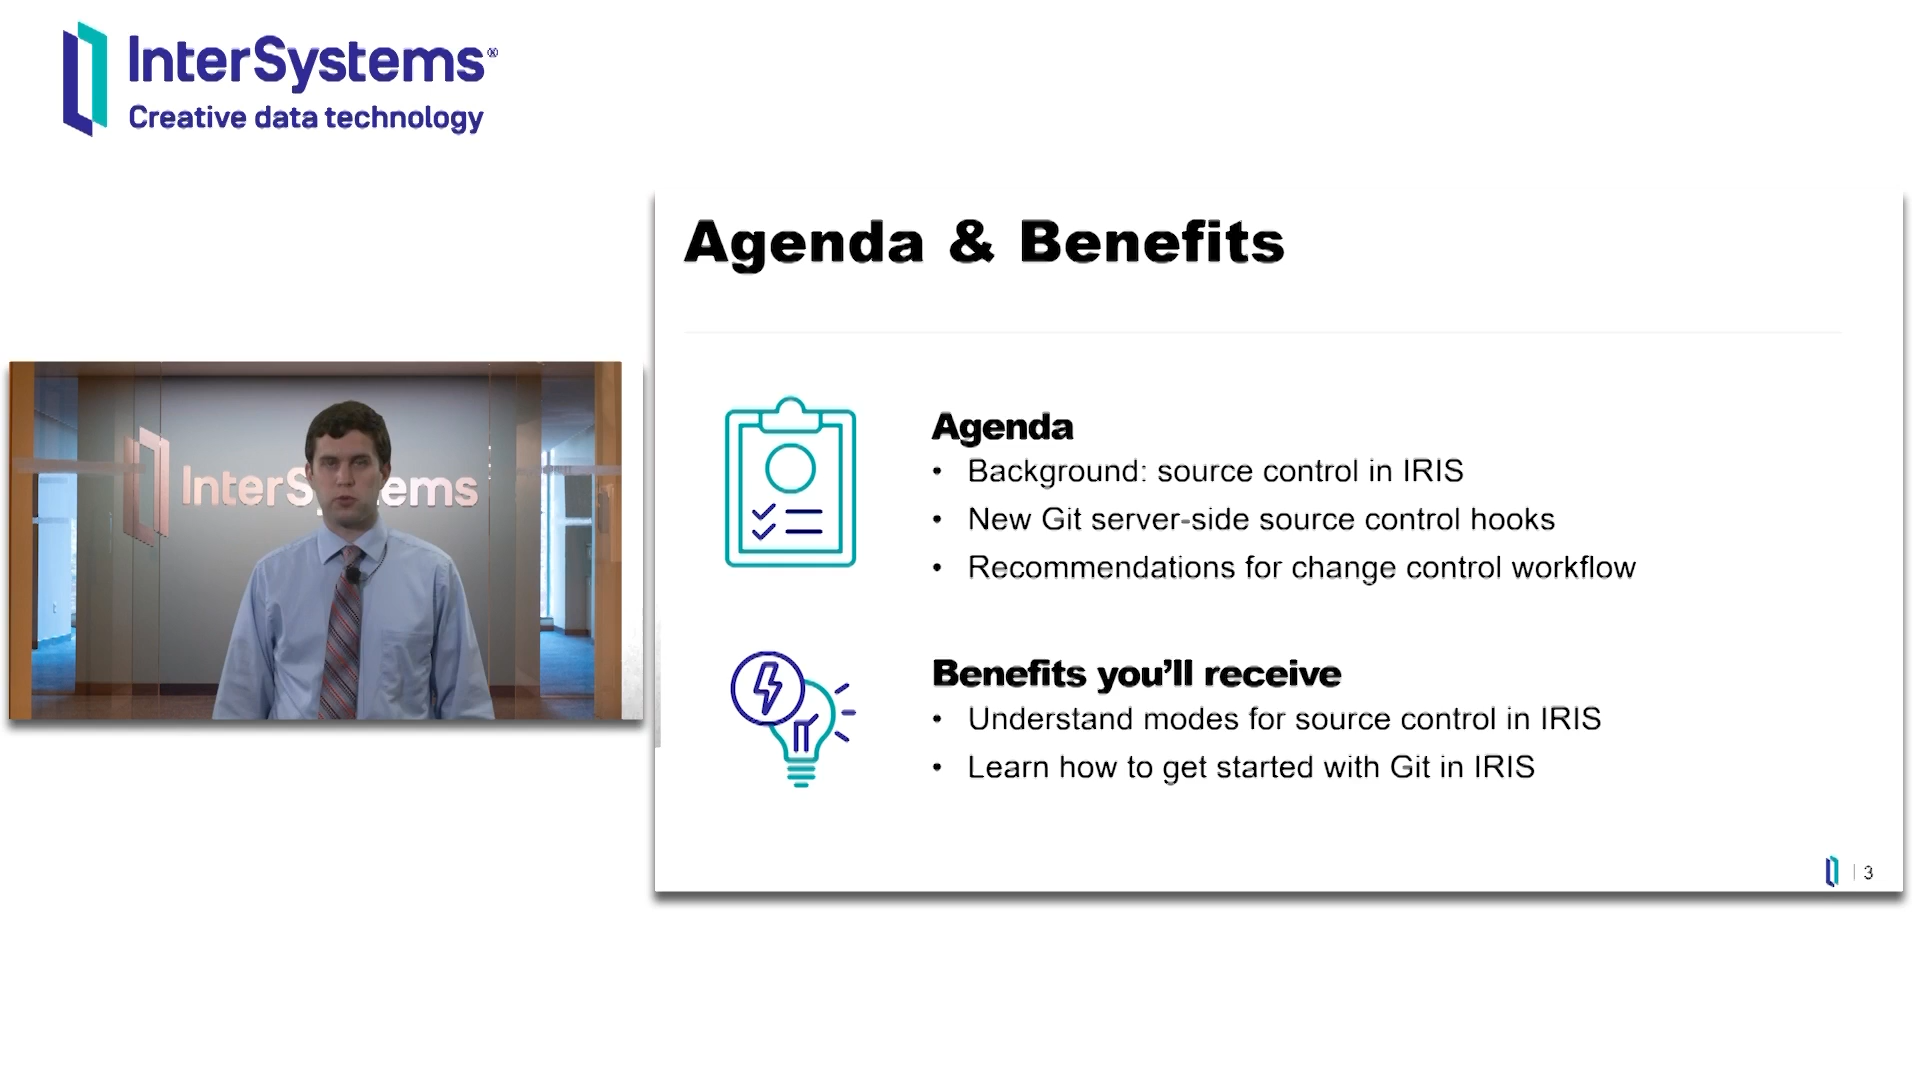 InterSystems®
Creative data technology
Agenda & Benefits
InterS ems
Agenda
• Background: source control in IRIS
• New Git server-side source control hooks
• Recommendations for change control workflow
Benefits you'll receive
• Understand modes for source control in IRIS
• Learn how to get started with Git in IRIS
| 3